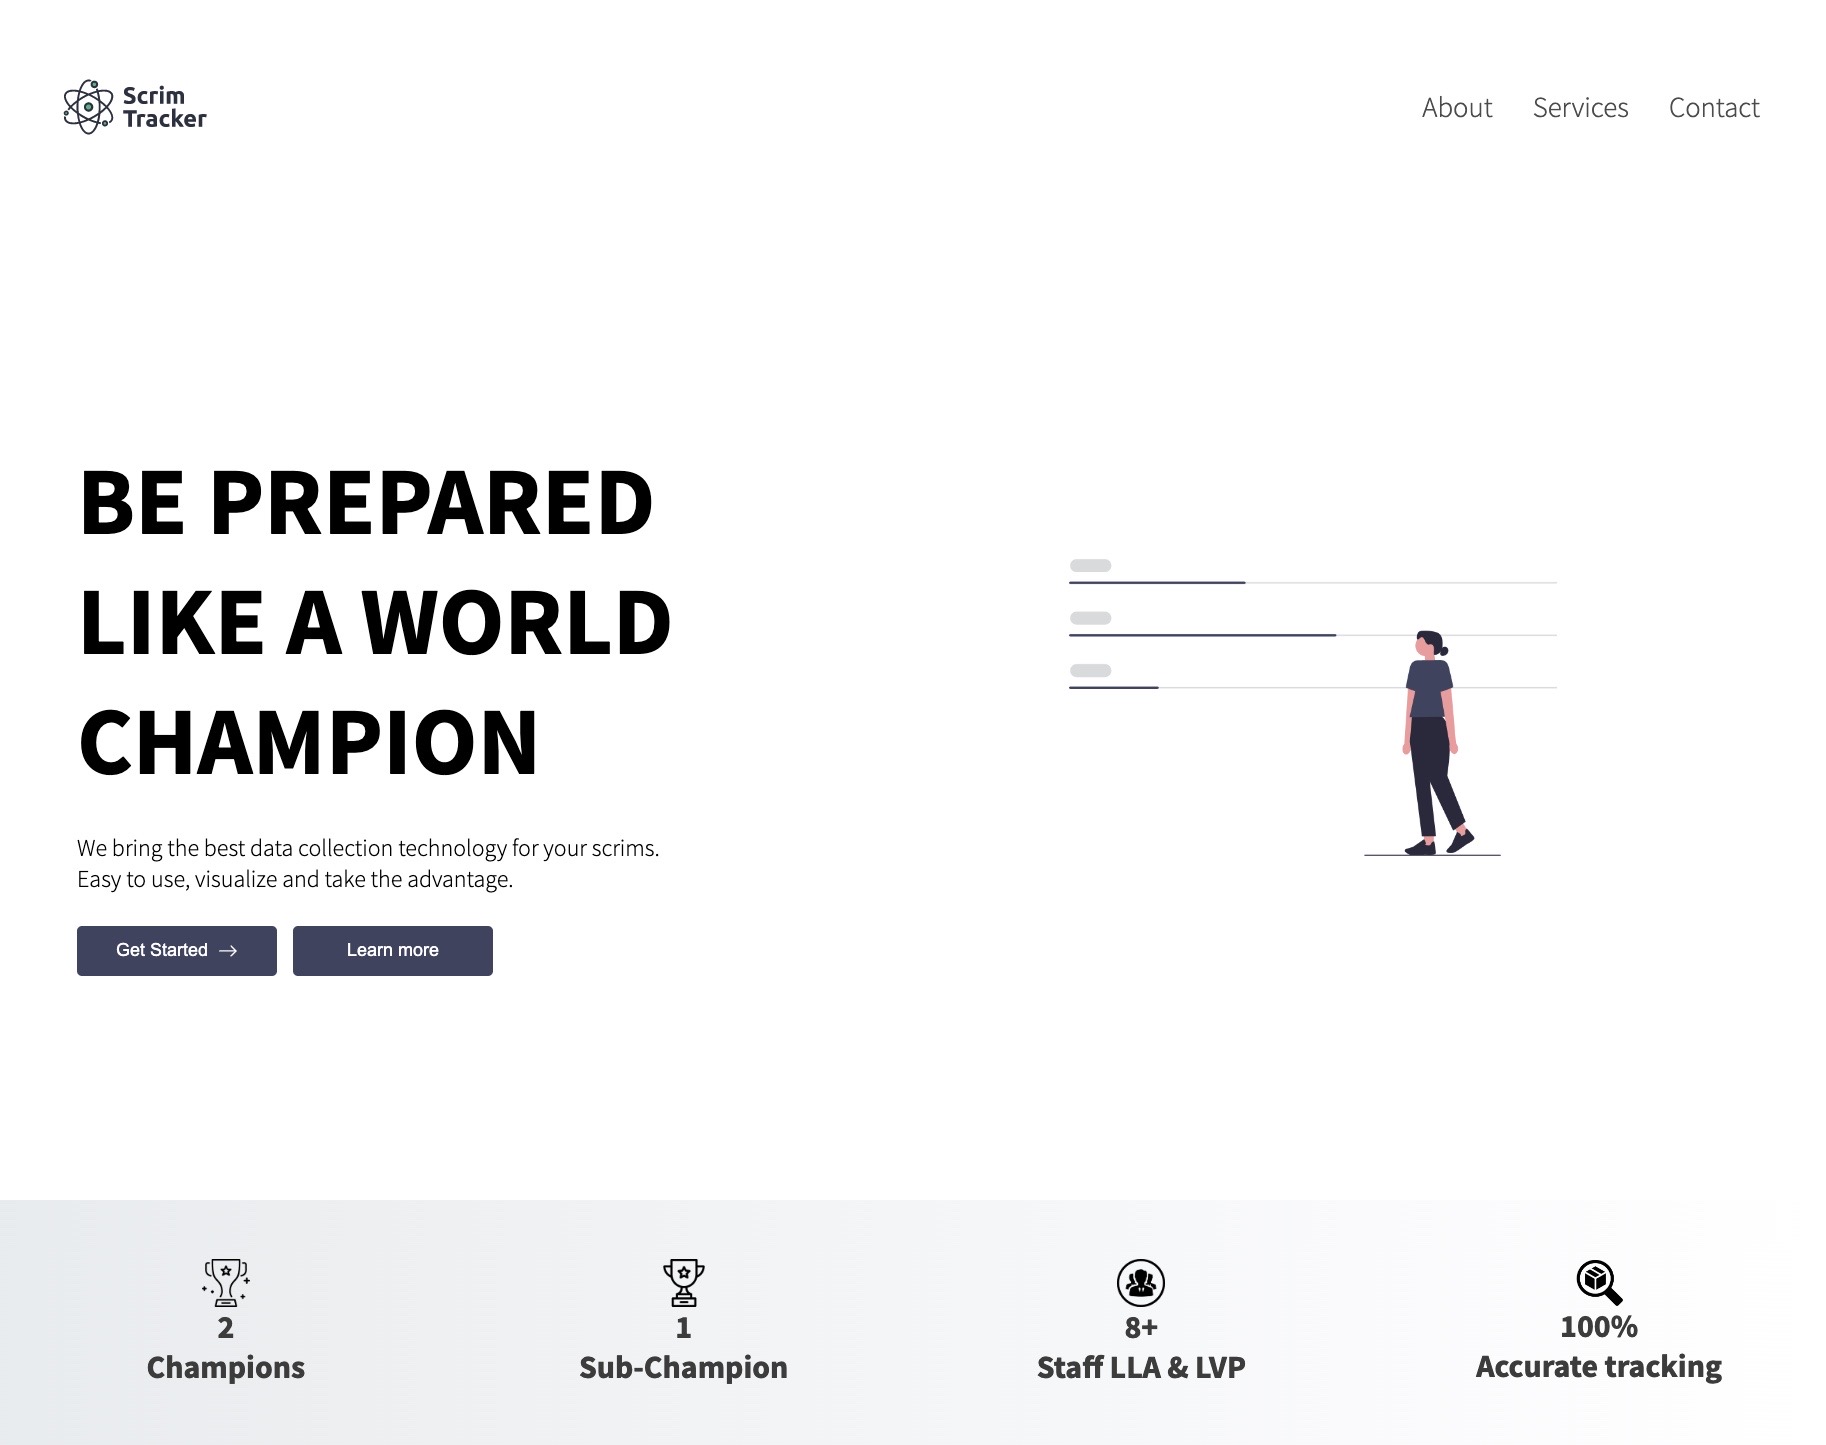 Scrim
Tracker
About
Services
Contact
BE PREPARED
LIKE A WORLD
CHAMPION
We bring the best data collection technology for your scrims.
Easy to use, visualize and take the advantage.
Get Started →
Learn more
2
Champions
1
Sub-Champion
8+
Staff LLA & LVP
100%
Accurate tracking